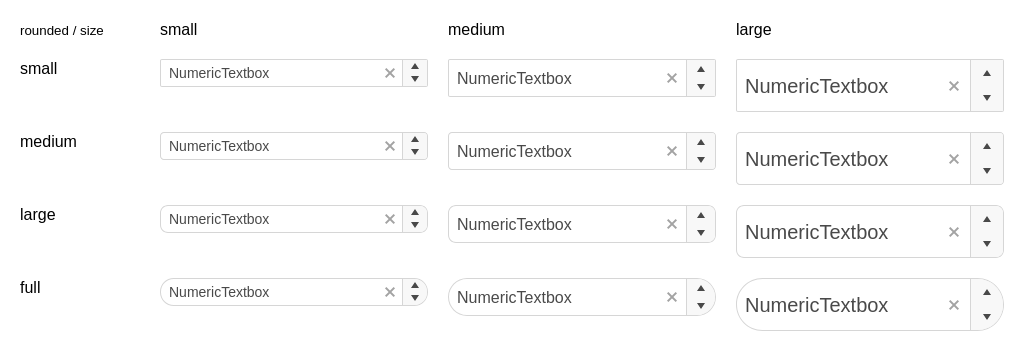 rounded / size small medium large
small NumericTextbox NumericTextbox NumericTextbox
medium NumericTextbox NumericTextbox NumericTextbox
large NumericTextbox NumericTextbox NumericTextbox
full NumericTextbox NumericTextbox NumericTextbox